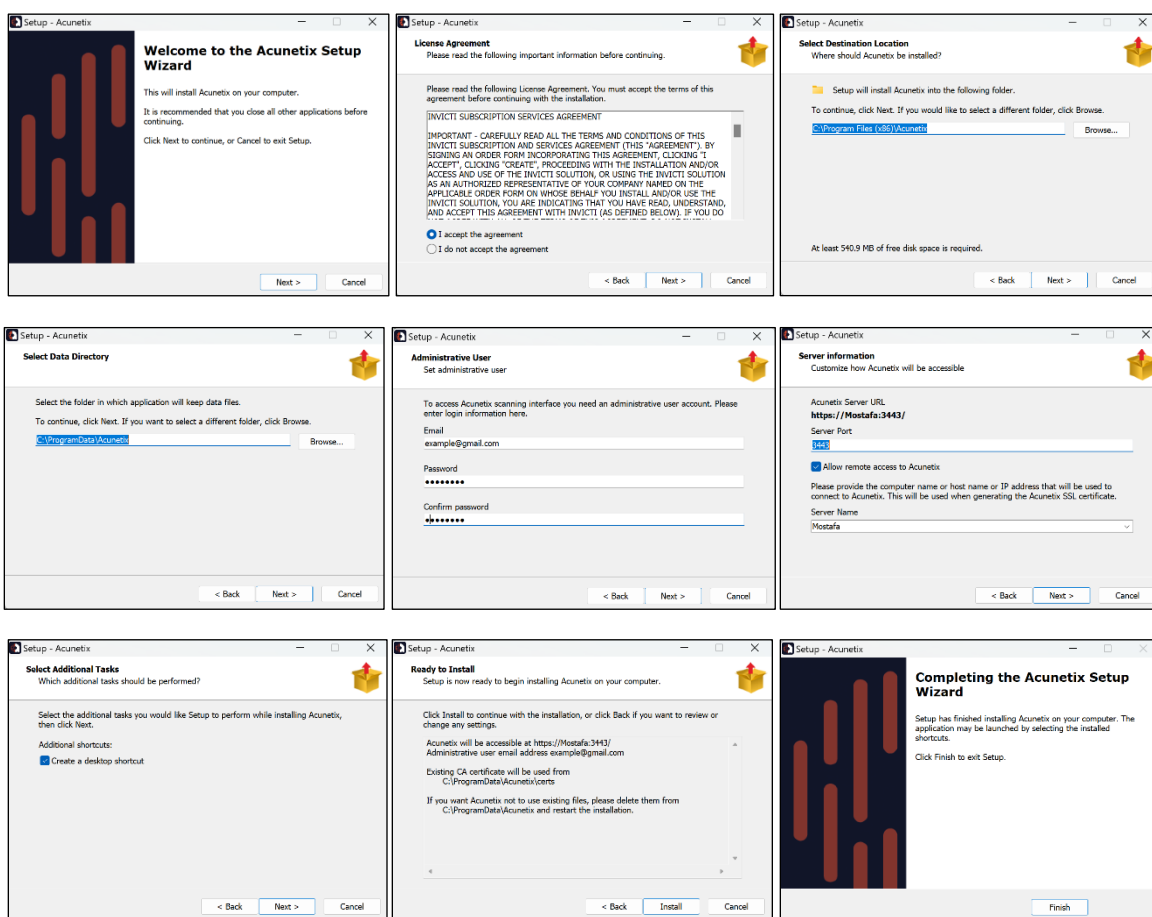 Setup - Acunetix
Welcome to the Acunetix Setup
Wizard
This will install Acunetix on your computer.
It is recommended that you close all other applications before
continuing.
Click Next to continue, or Cancel to exit Setup.
Next >
Cancel
Setup - Acunetix
License Agreement
Please read the following important information before continuing.
Please read the following License Agreement. You must accept the terms of this
agreement before continuing with the installation.
INVICTI SUBSCRIPTION SERVICES AGREEMENT
IMPORTANT - CAREFULLY READ ALL THE TERMS AND CONDITIONS OF THIS
INVICTI SUBSCRIPTION AND SERVICES AGREEMENT (THIS "AGREEMENT"). BY
SIGNING AN ORDER FORM INCORPORATING THIS AGREEMENT, CLICKING "I
ACCEPT", CLICKING "CREATE", PROCEEDING WITH THE INSTALLATION AND/OR
ACCESS AND USE OF THE INVICTI SOLUTION, OR USING THE INVICTI SOLUTION
AS AN AUTHORIZED REPRESENTATIVE OF YOUR COMPANY NAMED ON THE
APPLICABLE ORDER FORM ON WHOSE BEHALF YOU INSTALL AND/OR USE THE
INVICTI SOLUTION, YOU ARE INDICATING THAT YOU HAVE READ, UNDERSTAND,
AND ACCEPT THIS AGREEMENT WITH INVICTI (AS DEFINED BELOW). IF YOU DO
I accept the agreement
I do not accept the agreement
< Back
Next >
Cancel
Setup - Acunetix
Select Destination Location
Where should Acunetix be installed?
Setup will install Acunetix into the following folder.
To continue, click Next. If you would like to select a different folder, click Browse.
C:\Program Files (x86)\Acunetix
Browse...
At least 540.9 MB of free disk space is required.
< Back
Next >
Cancel
Setup - Acunetix
Select Data Directory
Select the folder in which application will keep data files.
To continue, click Next. If you want to select a different folder, click Browse.
C:\ProgramData\Acunetix
Browse...
< Back
Next >
Cancel
Setup - Acunetix
Administrative User
Set administrative user
To access Acunetix scanning interface you need an administrative user account. Please
enter login information here.
Email
example@gmail.com
Password
Confirm password
< Back
Next >
Cancel
Setup - Acunetix
Server information
Customize how Acunetix will be accessible
Acunetix Server URL
https://Mostafa:3443/
Server Port
3443
Allow remote access to Acunetix
Please provide the computer name or host name or IP address that will be used to
connect to Acunetix. This will be used when generating the Acunetix SSL certificate.
Server Name
Mostafa
< Back
Next >
Cancel
Setup - Acunetix
Select Additional Tasks
Which additional tasks should be performed?
Select the additional tasks you would like Setup to perform while installing Acunetix,
then click Next.
Additional shortcuts:
Create a desktop shortcut
< Back
Next >
Cancel
Setup - Acunetix
Ready to Install
Setup is now ready to begin installing Acunetix on your computer.
Click Install to continue with the installation, or click Back if you want to review or
change any settings.
Acunetix will be accessible at https://Mostafa:3443/
Administrative user email address example@gmail.com
Existing CA certificate will be used from
C:\ProgramData\Acunetix\certs
If you want Acunetix not to use existing files, please delete them from
C:\ProgramData\Acunetix and restart the installation.
< Back
Install
Cancel
Setup - Acunetix
Completing the Acunetix Setup
Wizard
Setup has finished installing Acunetix on your computer. The
application may be launched by selecting the installed
shortcuts.
Click Finish to exit Setup.
Finish